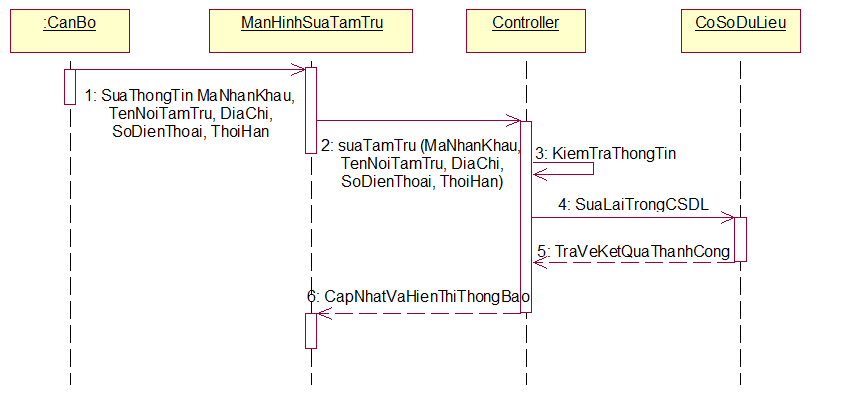 :CanBo
ManHinhSuaTamTru
Controller
CoSoDuLieu
1: SuaThongTin MaNhanKhau,
TenNoiTamTru, DiaChi,
SoDienThoai, ThoiHan
2: suaTamTru (MaNhanKhau,
TenNoiTamTru, DiaChi,
SoDienThoai, ThoiHan)
3: KiemTraThongTin
4: SuaLaiTrongCSDL
5: TraVeKetQuaThanhCong
6: CapNhatVaHienThiThongBao